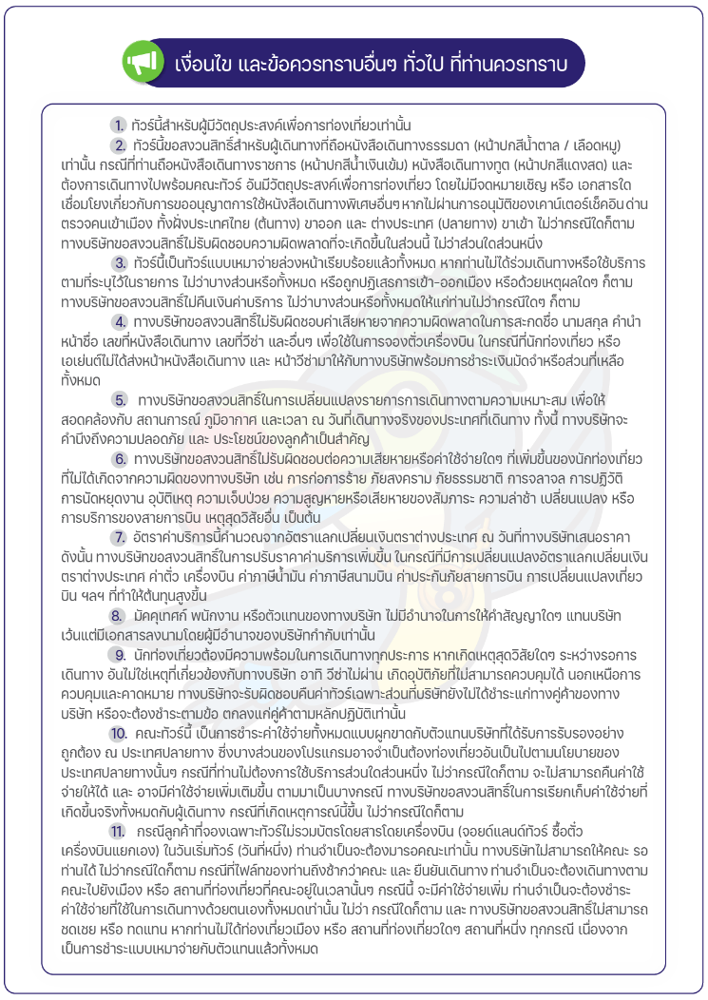 เงื่อนไข และข้อควรทราบอื่นๆ ทั่วไป ที่ท่านควรทราบ
1. ทัวร์นี้สำหรับผู้มีวัตถุประสงค์เพื่อการท่องเที่ยวเท่านั้น
2. ทัวร์นี้ขอสงวนสิทธิ์สำหรับผู้เดินทางที่ถือหนังสือเดินทางธรรมดา (หน้าปกสีน้ำตาล / เลือดหมู)
เท่านั้น กรณีที่ท่านถือหนังสือเดินทางราชการ (หน้าปกสีน้ำเงินเข้ม) หนังสือเดินทางทูต (หน้าปกสีแดงสด) และ
ต้องการเดินทางไปพร้อมคณะทัวร์ อันมีวัตถุประสงค์เพื่อการท่องเที่ยว โดยไม่มีจดหมายเชิญ หรือ เอกสารใด
เชื่อมโยงเกี่ยวกับการขออนุญาตการใช้หนังสือเดินทางพิเศษอื่นๆ หากไม่ผ่านการอนุมัติของเคาน์เตอร์เช็คอิน ด่าน
ตรวจคนเข้าเมือง ทั้งฝั่งประเทศไทย (ต้นทาง) ขาออก และ ต่างประเทศ (ปลายทาง) ขาเข้า ไม่ว่ากรณีใดก็ตาม
ทางบริษัทขอสงวนสิทธิ์ไม่รับผิดชอบความผิดพลาดที่จะเกิดขึ้นในส่วนนี้ ไม่ว่าส่วนใดส่วนหนึ่ง
3. ทัวร์นี้เป็นทัวร์แบบเหมาจ่ายล่วงหน้าเรียบร้อยแล้วทั้งหมด หากท่านไม่ได้ร่วมเดินทางหรือใช้บริการ
ตามที่ระบุไว้ในรายการ ไม่ว่าบางส่วนหรือทั้งหมด หรือถูกปฏิเสธการเข้า-ออกเมือง หรือด้วยเหตุผลใดๆ ก็ตาม
ทางบริษัทขอสงวนสิทธิ์ไม่คืนเงินค่าบริการ ไม่ว่าบางส่วนหรือทั้งหมดให้แก่ท่านไม่ว่ากรณีใดๆ ก็ตาม
4. ทางบริษัทขอสงวนสิทธิ์ไม่รับผิดชอบค่าเสียหายจากความผิดพลาดในการสะกดชื่อ นามสกุล คำนำ
หน้าชื่อ เลขที่หนังสือเดินทาง เลขที่วีซ่า และอื่นๆ เพื่อใช้ในการจองตั๋วเครื่องบิน ในกรณีที่นักท่องเที่ยว หรือ
เอเย่นต์ไม่ได้ส่งหน้าหนังสือเดินทาง และ หน้าวีซ่ามาให้กับทางบริษัทพร้อมการชำระเงินมัดจำหรือส่วนที่เหลือ
ทั้งหมด
5. ทางบริษัทขอสงวนสิทธิ์ในการเปลี่ยนแปลงรายการการเดินทางตามความเหมาะสม เพื่อให้
สอดคล้องกับ สถานการณ์ ภูมิอากาศ และเวลา ณ วันที่เดินทางจริงของประเทศที่เดินทาง ทั้งนี้ ทางบริษัทจะ
คำนึงถึงความปลอดภัย และ ประโยชน์ของลูกค้าเป็นสำคัญ
6. ทางบริษัทขอสงวนสิทธิ์ไม่รับผิดชอบต่อความเสียหายหรือค่าใช้จ่ายใดๆ ที่เพิ่มขึ้นของนักท่องเที่ยว
ที่ไม่ได้เกิดจากความผิดของทางบริษัท เช่น การก่อการร้าย ภัยสงคราม ภัยธรรมชาติ การจลาจล การปฏิวัติ
การนัดหยุดงาน อุบัติเหตุ ความเจ็บป่วย ความสูญหายหรือเสียหายของสัมภาระ ความล่าช้า เปลี่ยนแปลง หรือ
การบริการของสายการบิน เหตุสุดวิสัยอื่น เป็นต้น
7. อัตราค่าบริการนี้คำนวณจากอัตราแลกเปลี่ยนเงินตราต่างประเทศ ณ วันที่ทางบริษัทเสนอราคา
ดังนั้น ทางบริษัทขอสงวนสิทธิ์ในการปรับราคาค่าบริการเพิ่มขึ้น ในกรณีที่มีการเปลี่ยนแปลงอัตราแลกเปลี่ยนเงิน
ตราต่างประเทศ ค่าตั๋ว เครื่องบิน ค่าภาษีน้ำมัน ค่าภาษีสนามบิน ค่าประกันภัยสายการบิน การเปลี่ยนแปลงเที่ยว
บิน ฯลฯ ที่ทำให้ต้นทุนสูงขึ้น
8. มัคคุเทศก์ พนักงาน หรือตัวแทนของทางบริษัท ไม่มีอำนาจในการให้คำสัญญาใดๆ แทนบริษัท
เว้นแต่มีเอกสารลงนามโดยผู้มีอำนาจของบริษัทกำกับเท่านั้น
9. นักท่องเที่ยวต้องมีความพร้อมในการเดินทางทุกประการ หากเกิดเหตุสุดวิสัยใดๆ ระหว่างรอการ
เดินทาง อันไม่ใช่เหตุที่เกี่ยวข้องกับทางบริษัท อาทิ วีซ่าไม่ผ่าน เกิดอุบัติภัยที่ไม่สามารถควบคุมได้ นอกเหนือการ
ควบคุมและคาดหมาย ทางบริษัทจะรับผิดชอบคืนค่าทัวร์เฉพาะส่วนที่บริษัทยังไม่ได้ชำระแก่ทางคู่ค้าของทาง
บริษัท หรือจะต้องชำระตามข้อ ตกลงแก่คู่ค้าตามหลักปฏิบัติเท่านั้น
10. คณะทัวร์นี้ เป็นการชำระค่าใช้จ่ายทั้งหมดแบบผูกขาดกับตัวแทนบริษัทที่ได้รับการรับรองอย่าง
ถูกต้อง ณ ประเทศปลายทาง ซึ่งบางส่วนของโปรแกรมอาจจำเป็นต้องท่องเที่ยวอันเป็นไปตามนโยบายของ
ประเทศปลายทางนั้นๆ กรณีที่ท่านไม่ต้องการใช้บริการส่วนใดส่วนหนึ่ง ไม่ว่ากรณีใดก็ตาม จะไม่สามารถคืนค่าใช้
จ่ายให้ได้ และ อาจมีค่าใช้จ่ายเพิ่มเติมขึ้น ตามมาเป็นบางกรณี ทางบริษัทขอสงวนสิทธิ์ในการเรียกเก็บค่าใช้จ่ายที่
เกิดขึ้นจริงทั้งหมดกับผู้เดินทาง กรณีที่เกิดเหตุการณ์นี้ขึ้น ไม่ว่ากรณีใดก็ตาม
11. กรณีลูกค้าที่จองเฉพาะทัวร์ไม่รวมบัตรโดยสารโดยเครื่องบิน (จอยด์แลนด์ทัวร์ ซื้อตั๋ว
เครื่องบินแยกเอง) ในวันเริ่มทัวร์ (วันที่หนึ่ง) ท่านจำเป็นจะต้องมารอคณะเท่านั้น ทางบริษัทไม่สามารถให้คณะ รอ
ท่านได้ ไม่ว่ากรณีใดก็ตาม กรณีที่ไฟล์ทของท่านถึงช้ากว่าคณะ และ ยืนยันเดินทาง ท่านจำเป็นจะต้องเดินทางตาม
คณะไปยังเมือง หรือ สถานที่ท่องเที่ยวที่คณะอยู่ในเวลานั้นๆ กรณีนี้ จะมีค่าใช้จ่ายเพิ่ม ท่านจำเป็นจะต้องชำระ
ค่าใช้จ่ายที่ใช้ในการเดินทางด้วยตนเองทั้งหมดเท่านั้น ไม่ว่า กรณีใดก็ตาม และ ทางบริษัทขอสงวนสิทธิ์ไม่สามารถ
ชดเชย หรือ ทดแทน หากท่านไม่ได้ท่องเที่ยวเมือง หรือ สถานที่ท่องเที่ยวใดๆ สถานที่หนึ่ง ทุกกรณี เนื่องจาก
เป็นการชำระแบบเหมาจ่ายกับตัวแทนแล้วทั้งหมด